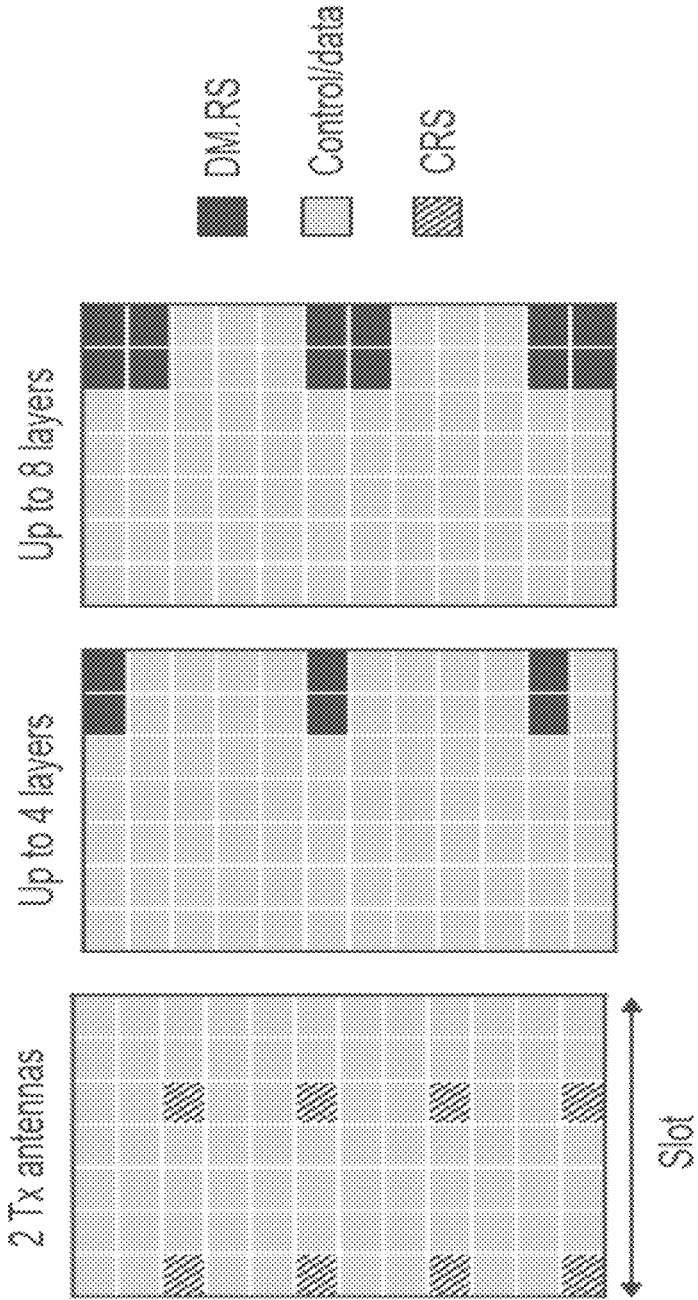 2 Tx antennas
Up to 4 layers
Up to 8 layers
DM.RS
Control/data
CRS
Slot